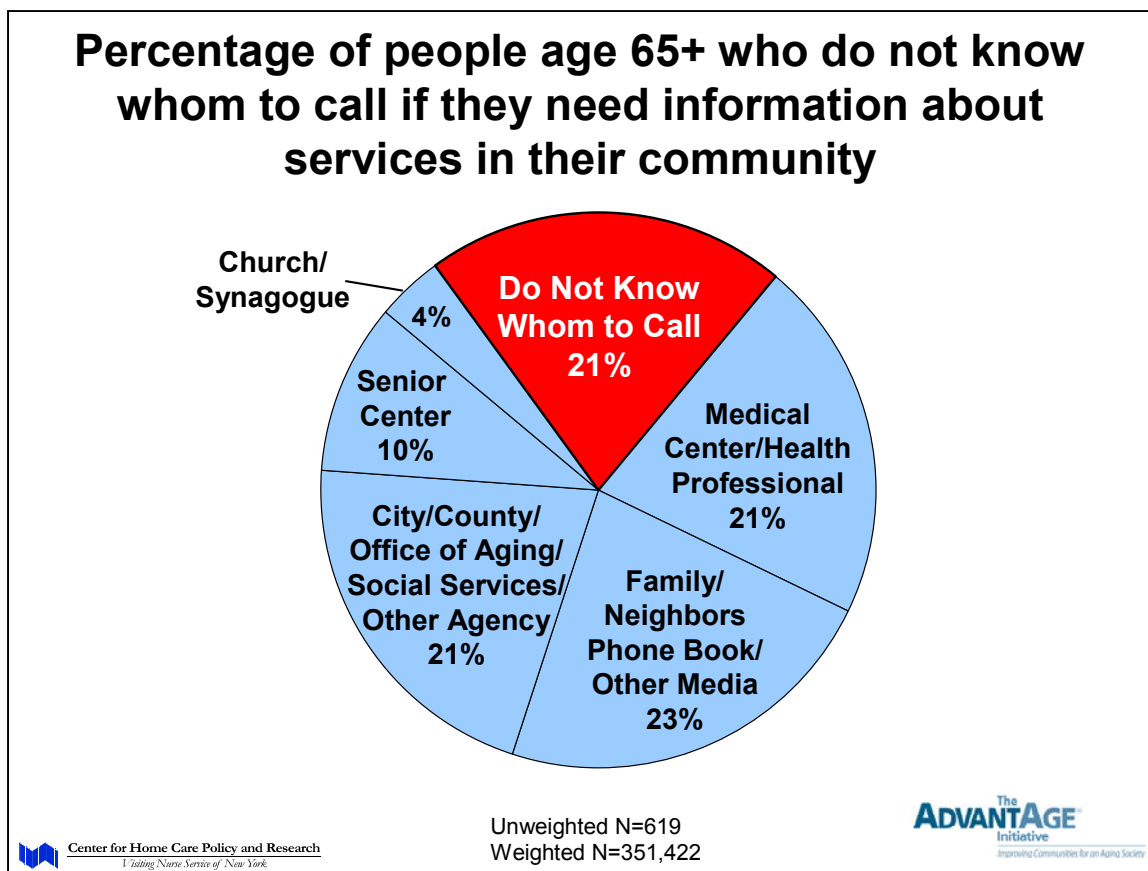 Percentage of people age 65+ who do not know
whom to call if they need information about
services in their community
Church/
Synagogue
4%
Do Not Know
Whom to Call
21%
Senior
Center
10%
Medical
Center/Health
Professional
21%
City/County/
Office of Aging/
Social Services/
Other Agency
21%
Family/
Neighbors
Phone Book/
Other Media
23%
Unweighted N=619
Weighted N=351,422
Center for Home Care Policy and Research
Visiting Nurse Service of New York
The
ADVANTAGE
Initiative
Improving Communities for an Aging Society